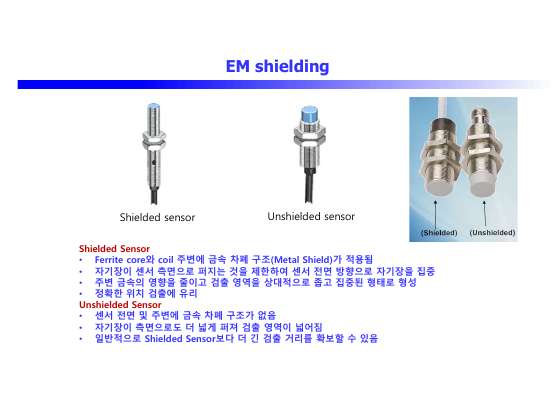 EM shielding
Shielded sensor
Unshielded sensor
(Shielded)
(Unshielded)
Shielded Sensor
• Ferrite core와 coil 주변에 금속 차폐 구조(Metal Shield)가 적용됨
• 자기장이 센서 측면으로 퍼지는 것을 제한하여 센서 전면 방향으로 자기장을 집중
• 주변 금속의 영향을 줄이고 검출 영역을 상대적으로 좁고 집중된 형태로 형성
• 정확한 위치 검출에 유리
Unshielded Sensor
• 센서 전면 및 주변에 금속 차폐 구조가 없음
• 자기장이 측면으로도 더 넓게 퍼져 검출 영역이 넓어짐
• 일반적으로 Shielded Sensor보다 더 긴 검출 거리를 확보할 수 있음